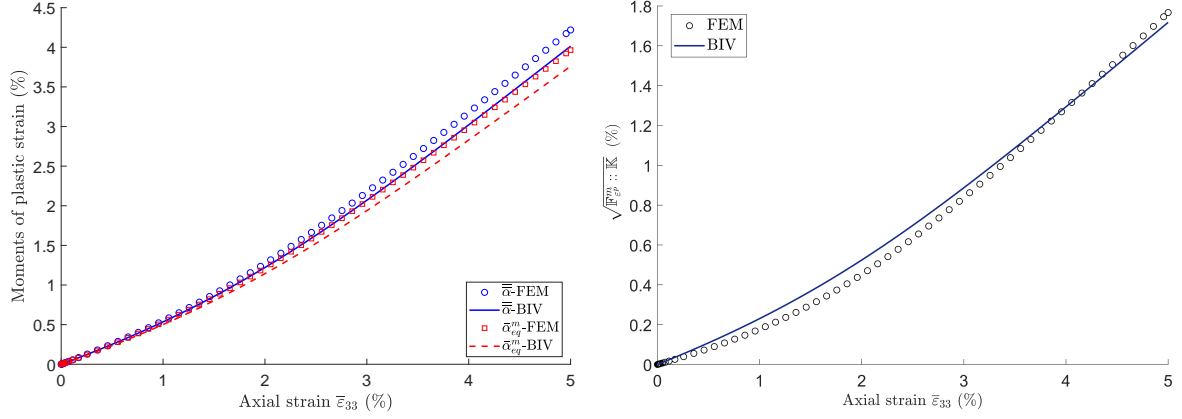 Moments of plastic strain (%)
4.5
4
3.5
3
2.5
2
1.5
1
0.5
0
0 1 2 3 4 5
Axial strain ε̅₃₃ (%)
α̿-FEM
α̿-BIV
ᾱᵐₑq-FEM
ᾱᵐₑq-BIV
√(𝔽ᵐ_εᵖ :: 𝕂) (%)
1.8
1.6
1.4
1.2
1
0.8
0.6
0.4
0.2
0
0 1 2 3 4 5
Axial strain ε̅₃₃ (%)
FEM
BIV